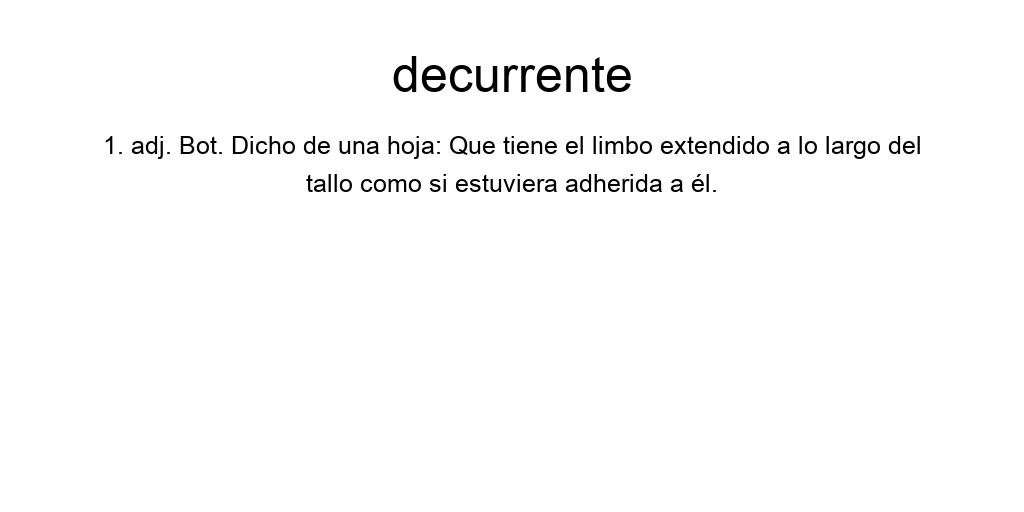 decurrente
1. adj. Bot. Dicho de una hoja: Que tiene el limbo extendido a lo largo del
tallo como si estuviera adherida a él.